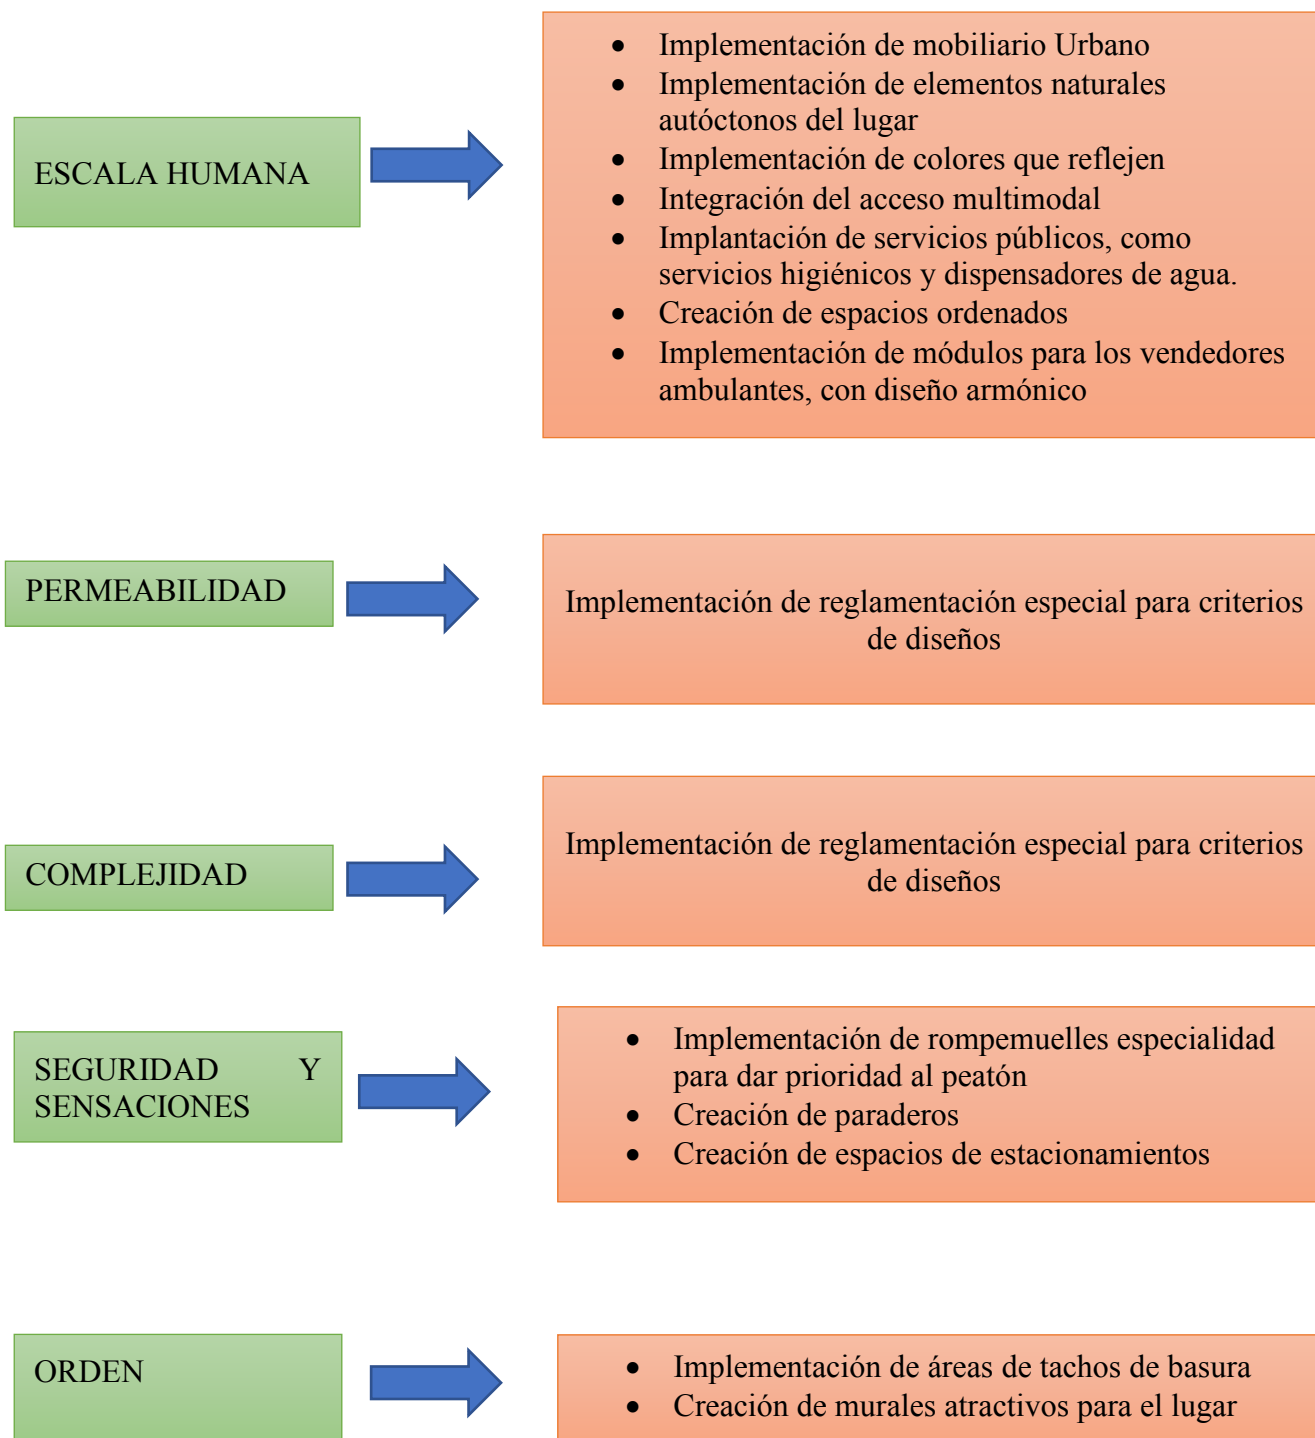 ESCALA HUMANA
• Implementación de mobiliario Urbano
• Implementación de elementos naturales
autóctonos del lugar
• Implementación de colores que reflejen
• Integración del acceso multimodal
• Implantación de servicios públicos, como
servicios higiénicos y dispensadores de agua.
• Creación de espacios ordenados
• Implementación de módulos para los vendedores
ambulantes, con diseño armónico
PERMEABILIDAD
Implementación de reglamentación especial para criterios
de diseños
COMPLEJIDAD
Implementación de reglamentación especial para criterios
de diseños
SEGURIDAD Y
SENSACIONES
• Implementación de rompemuelles especialidad
para dar prioridad al peatón
• Creación de paraderos
• Creación de espacios de estacionamientos
ORDEN
• Implementación de áreas de tachos de basura
• Creación de murales atractivos para el lugar